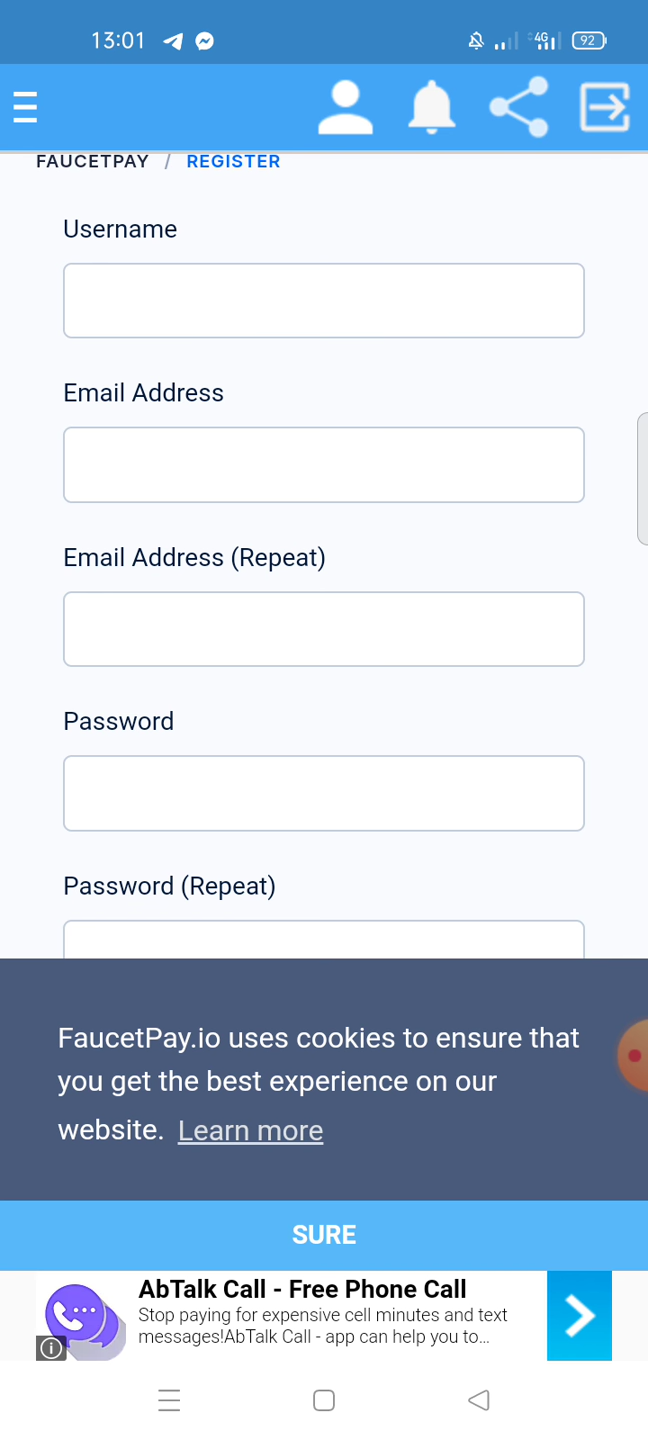 13:01
4G
92
FAUCETPAY / REGISTER
Username
Email Address
Email Address (Repeat)
Password
Password (Repeat)
FaucetPay.io uses cookies to ensure that
you get the best experience on our
website. Learn more
SURE
AbTalk Call - Free Phone Call
Stop paying for expensive cell minutes and text
messages!AbTalk Call - app can help you to...